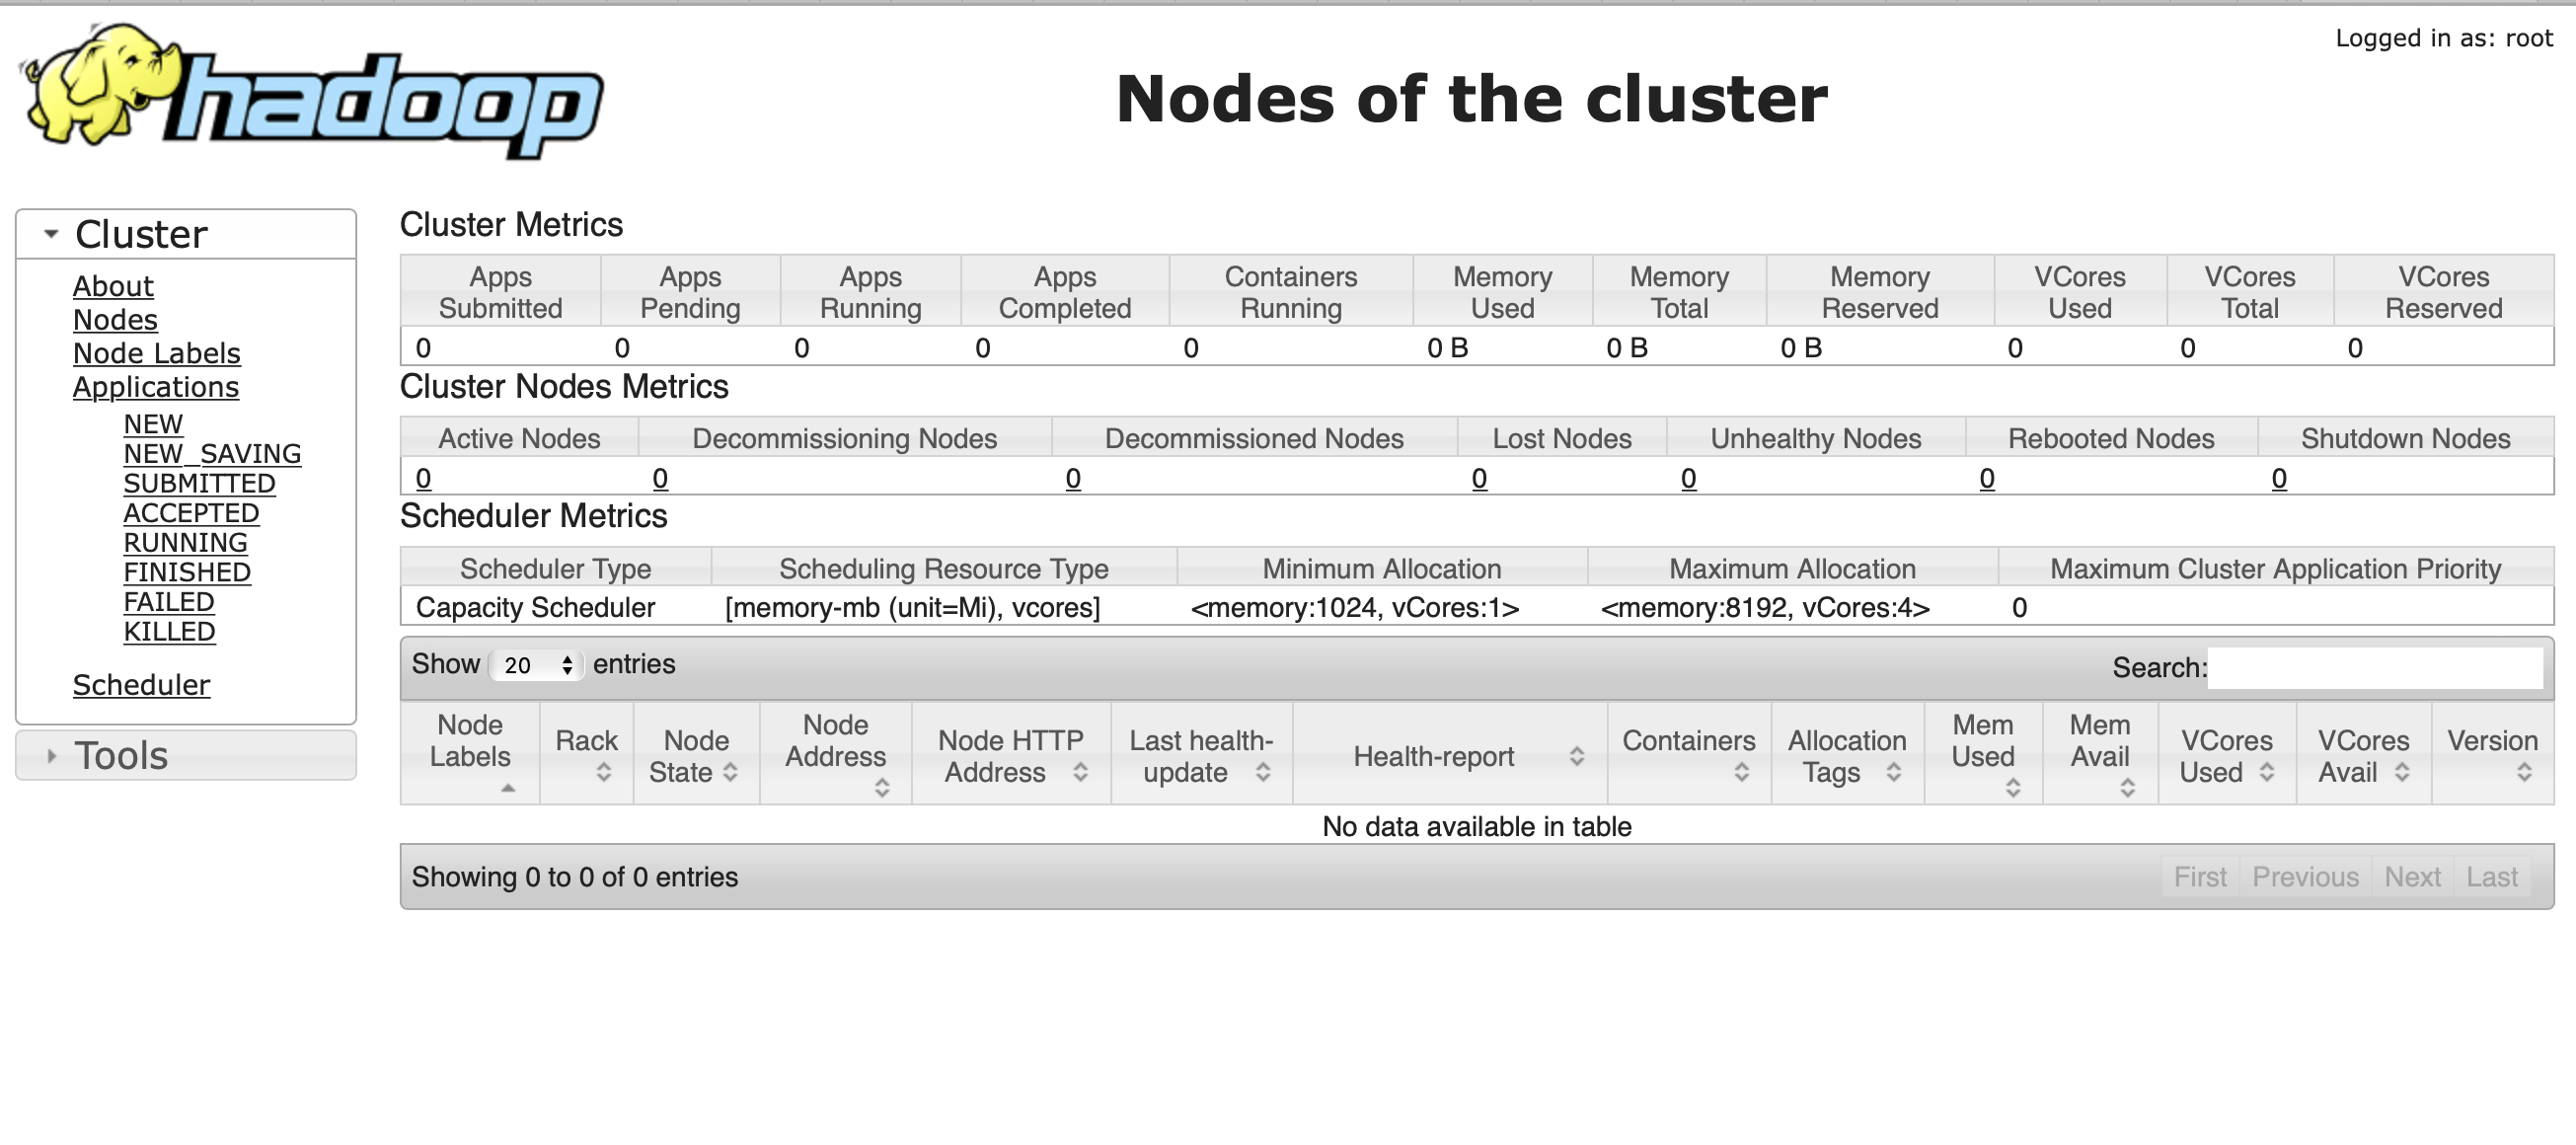 hadoop
Logged in as: root
Nodes of the cluster
Cluster
About
Nodes
Node Labels
Applications
NEW
NEW_SAVING
SUBMITTED
ACCEPTED
RUNNING
FINISHED
FAILED
KILLED
Scheduler
Tools
Cluster Metrics
Apps Submitted Apps Pending Apps Running Apps Completed Containers Running Memory Used Memory Total Memory Reserved VCores Used VCores Total VCores Reserved
0 0 0 0 0 0 B 0 B 0 B 0 0 0
Cluster Nodes Metrics
Active Nodes Decommissioning Nodes Decommissioned Nodes Lost Nodes Unhealthy Nodes Rebooted Nodes Shutdown Nodes
0 0 0 0 0 0 0
Scheduler Metrics
Scheduler Type Scheduling Resource Type Minimum Allocation Maximum Allocation Maximum Cluster Application Priority
Capacity Scheduler [memory-mb (unit=Mi), vcores] <memory:1024, vCores:1> <memory:8192, vCores:4> 0
Show 20 entries Search:
Node Labels Rack Node State Node Address Node HTTP Address Last health-update Health-report Containers Allocation Tags Mem Used Mem Avail VCores Used VCores Avail Version
No data available in table
Showing 0 to 0 of 0 entries First Previous Next Last